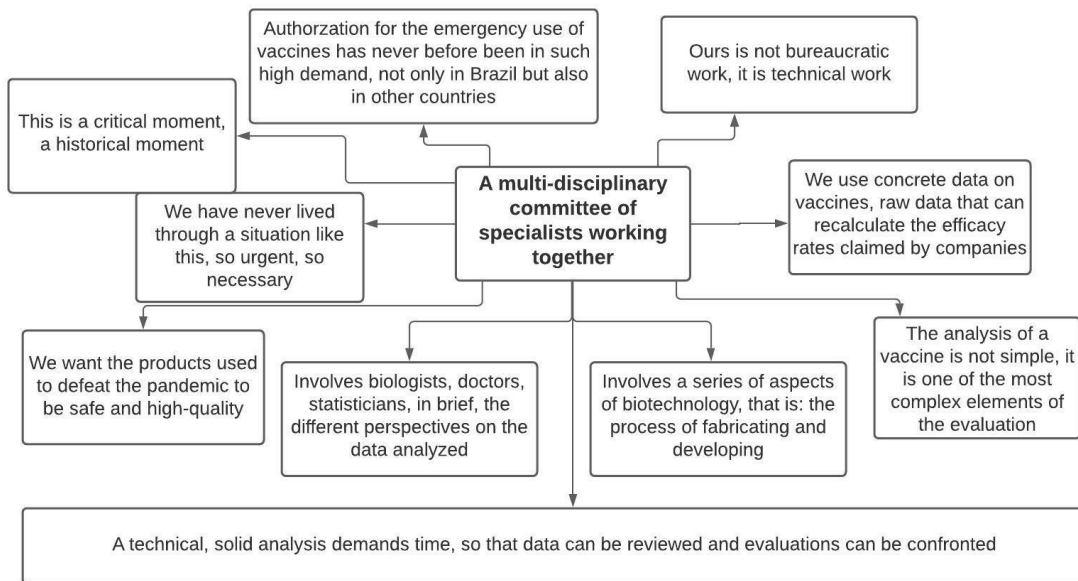 Authorzation for the emergency use of
vaccines has never before been in such
high demand, not only in Brazil but also
in other countries
Ours is not bureaucratic
work, it is technical work
This is a critical moment,
a historical moment
A multi-disciplinary
committee of
specialists working
together
We use concrete data on
vaccines, raw data that can
recalculate the efficacy
rates claimed by companies
We have never lived
through a situation like
this, so urgent, so
necessary
We want the products used
to defeat the pandemic to
be safe and high-quality
Involves biologists, doctors,
statisticians, in brief, the
different perspectives on the
data analyzed
Involves a series of aspects
of biotechnology, that is: the
process of fabricating and
developing
The analysis of a
vaccine is not simple, it
is one of the most
complex elements of
the evaluation
A technical, solid analysis demands time, so that data can be reviewed and evaluations can be confronted